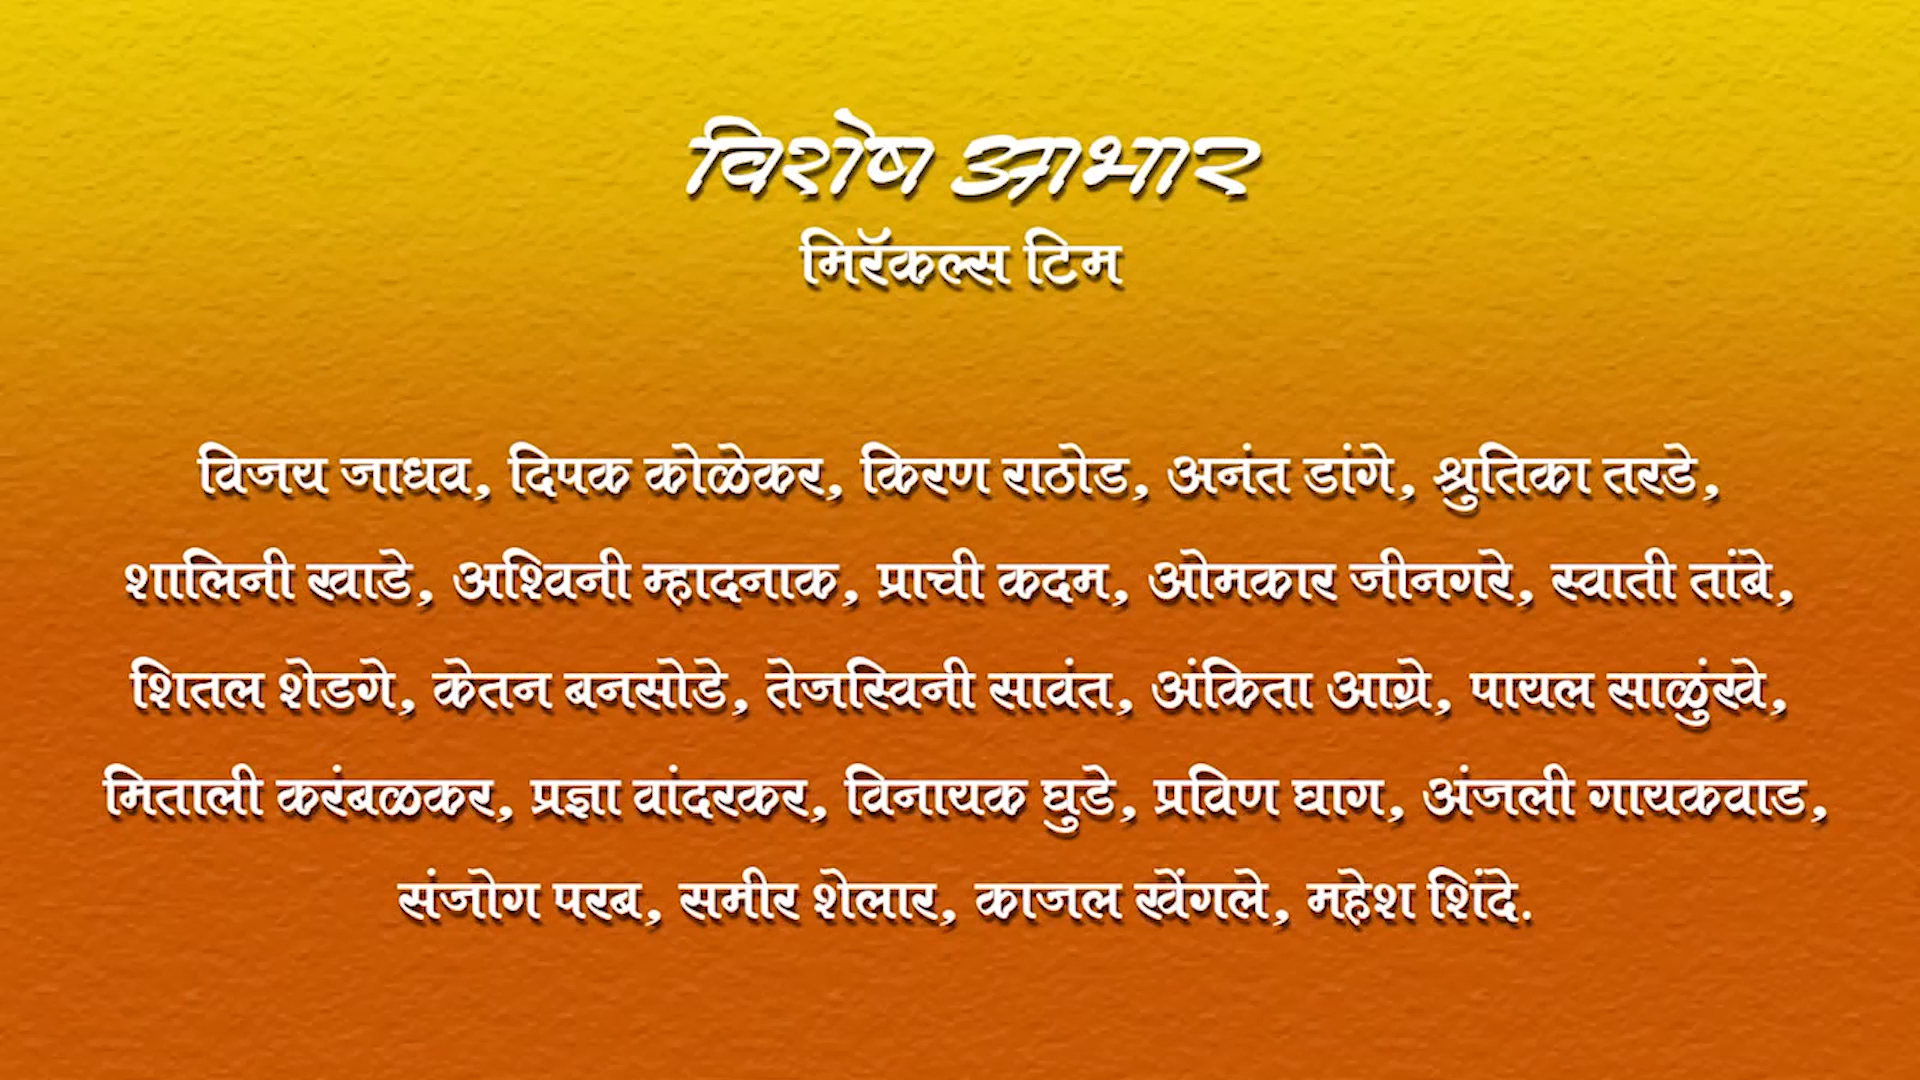 विशेष आभार
मिरॅकल्स टिम
विजय जाधव, दिपक कोळेकर, किरण राठोड, अनंत डांगे, श्रुतिका तरडे,
शालिनी खाडे, अश्विनी म्हादनाक, प्राची कदम, ओमकार जीनगरे, स्वाती तांबे,
शितल शेडगे, केतन बनसोडे, तेजस्विनी सावंत, अंकिता आग्रे, पायल साळुंखे,
मिताली करंबळकर, प्रज्ञा वांदरकर, विनायक घुडे, प्रविण घाग, अंजली गायकवाड,
संजोग परब, समीर शेलार, काजल खेंगले, महेश शिंदे.